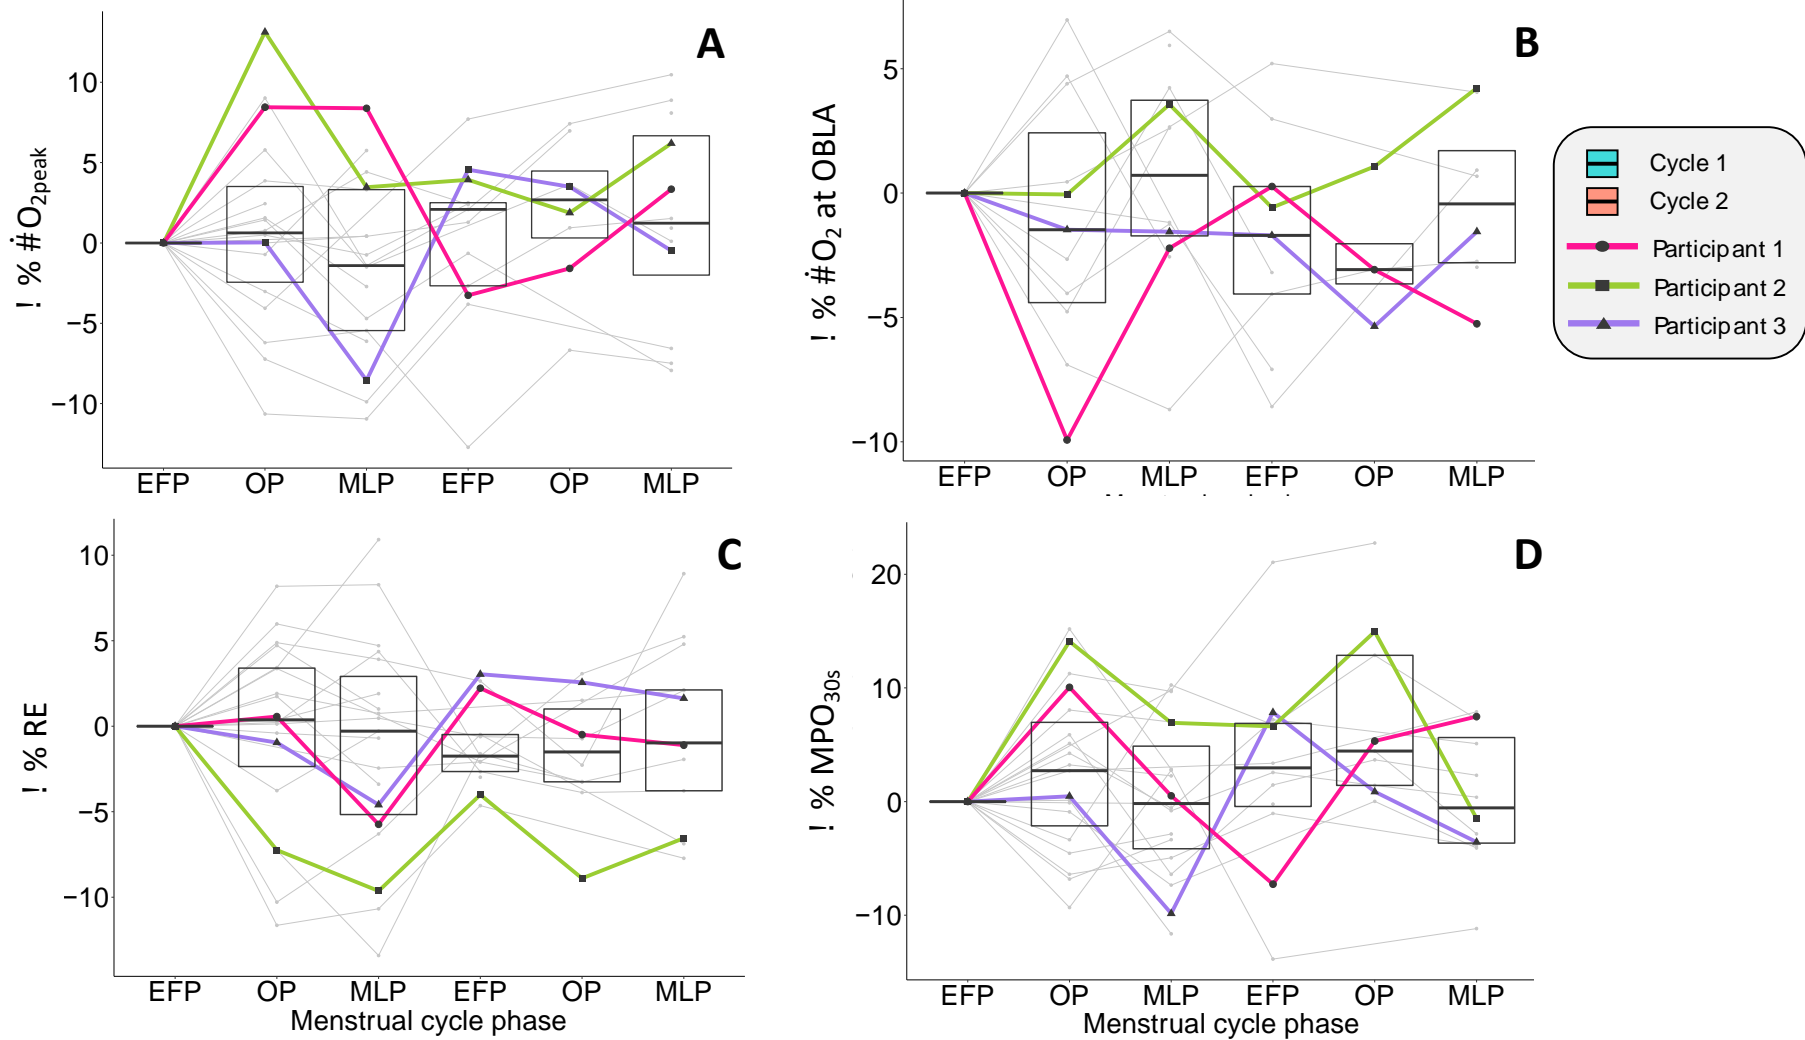 A
! % #̇O2peak
10
5
0
−5
−10
EFP OP MLP EFP OP MLP
B
! % #̇O2 at OBLA
5
0
−5
−10
EFP OP MLP EFP OP MLP
Cycle 1
Cycle 2
Participant 1
Participant 2
Participant 3
C
! % RE
10
5
0
−5
−10
EFP OP MLP EFP OP MLP
Menstrual cycle phase
D
! % MPO30s
20
10
0
−10
EFP OP MLP EFP OP MLP
Menstrual cycle phase